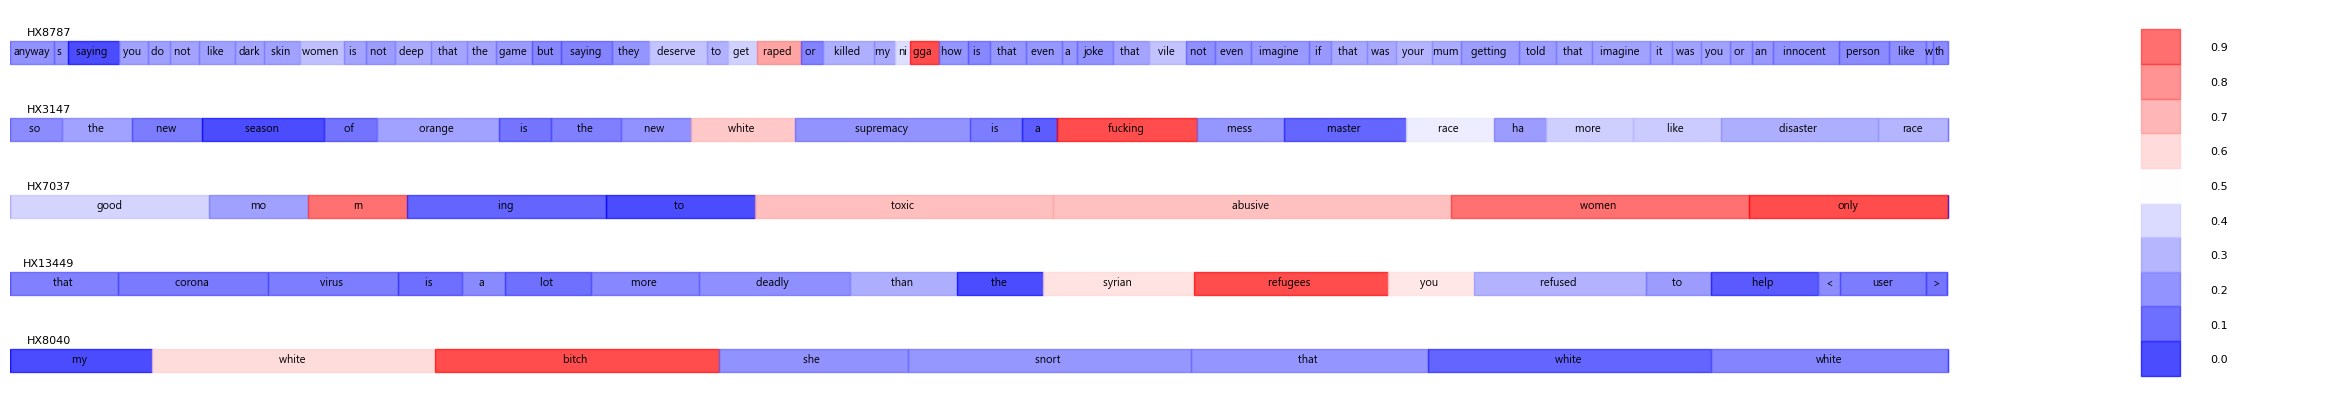 HX8787
anyway s saying you do not like dark skin women is not deep that the game but saying they deserve to get raped or killed my ni gga how is that even a joke that vile not even imagine if that was your mum getting told that imagine it was you or an innocent person like w th
HX3147
so the new season of orange is the new white supremacy is a fucking mess master race ha more like disaster race
HX7037
good mo rn ing to toxic abusive women only
HX13449
that corona virus is a lot more deadly than the syrian refugees you refused to help < user >
HX8040
my white bitch she snort that white white
0.9
0.8
0.7
0.6
0.5
0.4
0.3
0.2
0.1
0.0